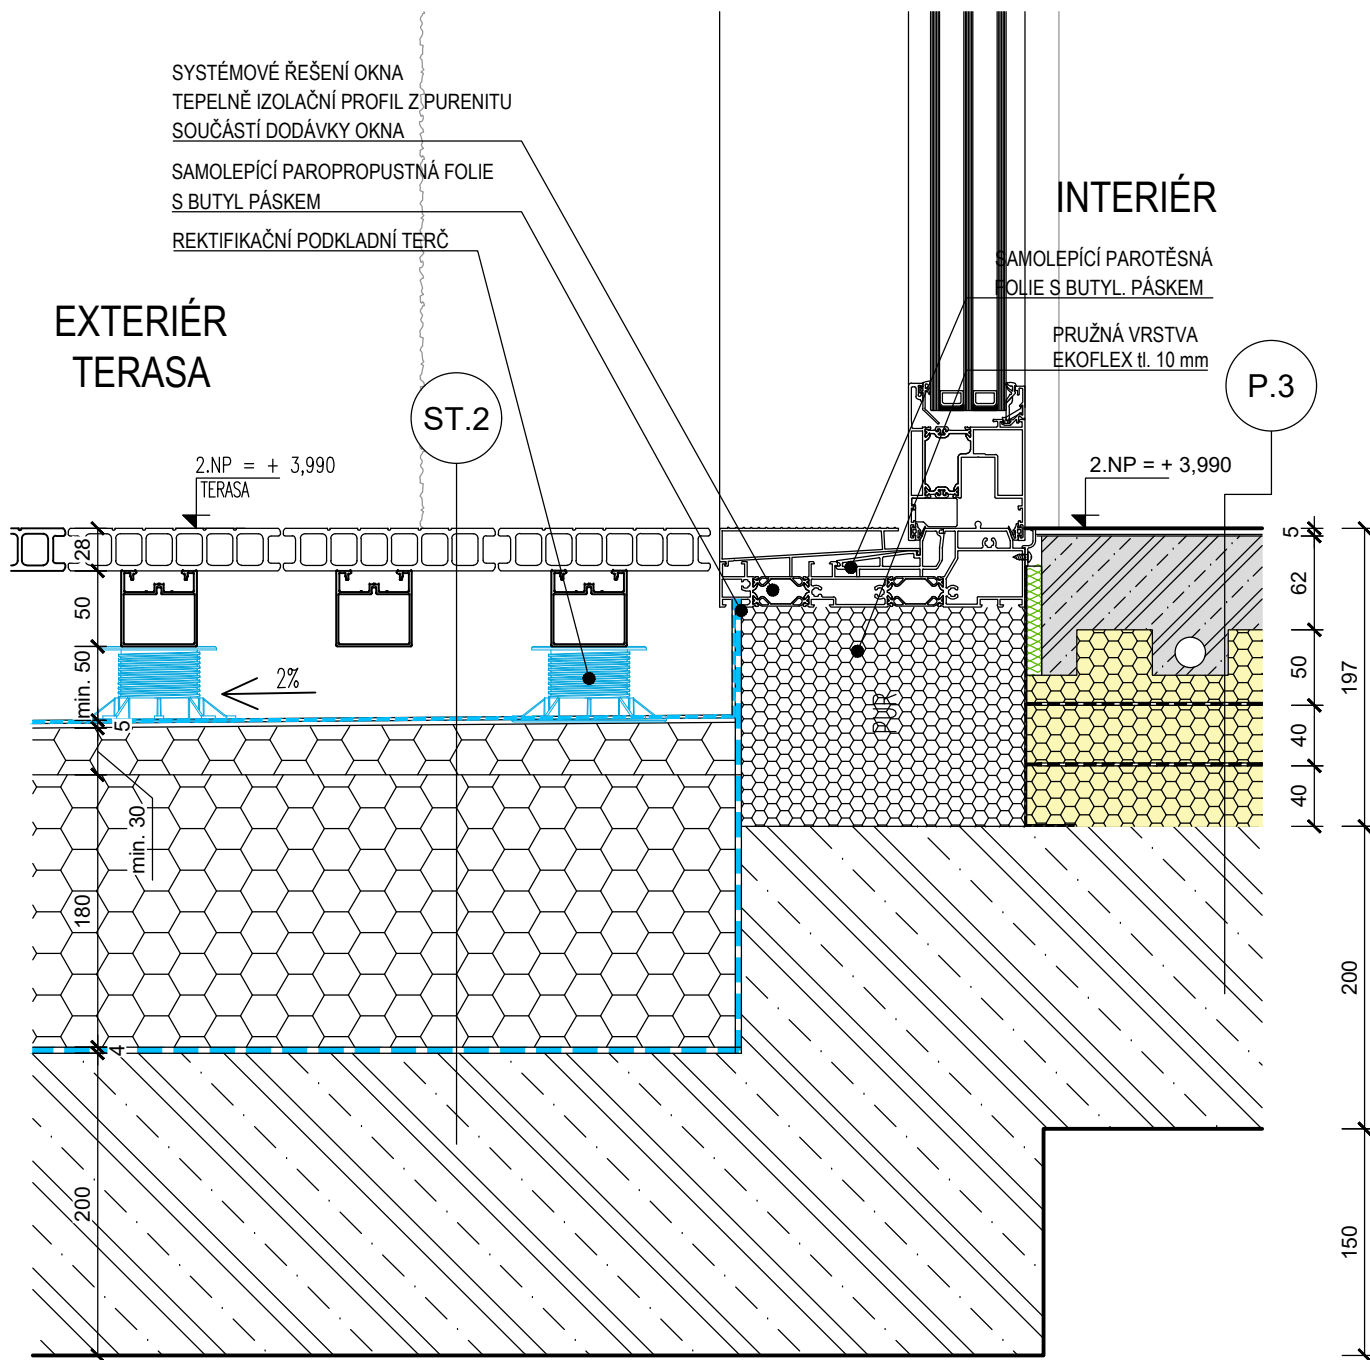 SYSTÉMOVÉ ŘEŠENÍ OKNA
TEPELNĚ IZOLAČNÍ PROFIL Z PURENITU
SOUČÁSTÍ DODÁVKY OKNA
SAMOLEPÍCÍ PAROPROPUSTNÁ FOLIE
S BUTYL PÁSKEM
REKTIFIKAČNÍ PODKLADNÍ TERČ
INTERIÉR
SAMOLEPÍCÍ PAROTĚSNÁ
FOLIE S BUTYL. PÁSKEM
PRUŽNÁ VRSTVA
EKOFLEX tl. 10 mm
EXTERIÉR
TERASA
ST.2
P.3
2.NP = + 3,990
TERASA
2.NP = + 3,990
28
50
min. 50
5
2%
min. 30
180
4
200
PUR
5
62
50
40
40
197
200
150